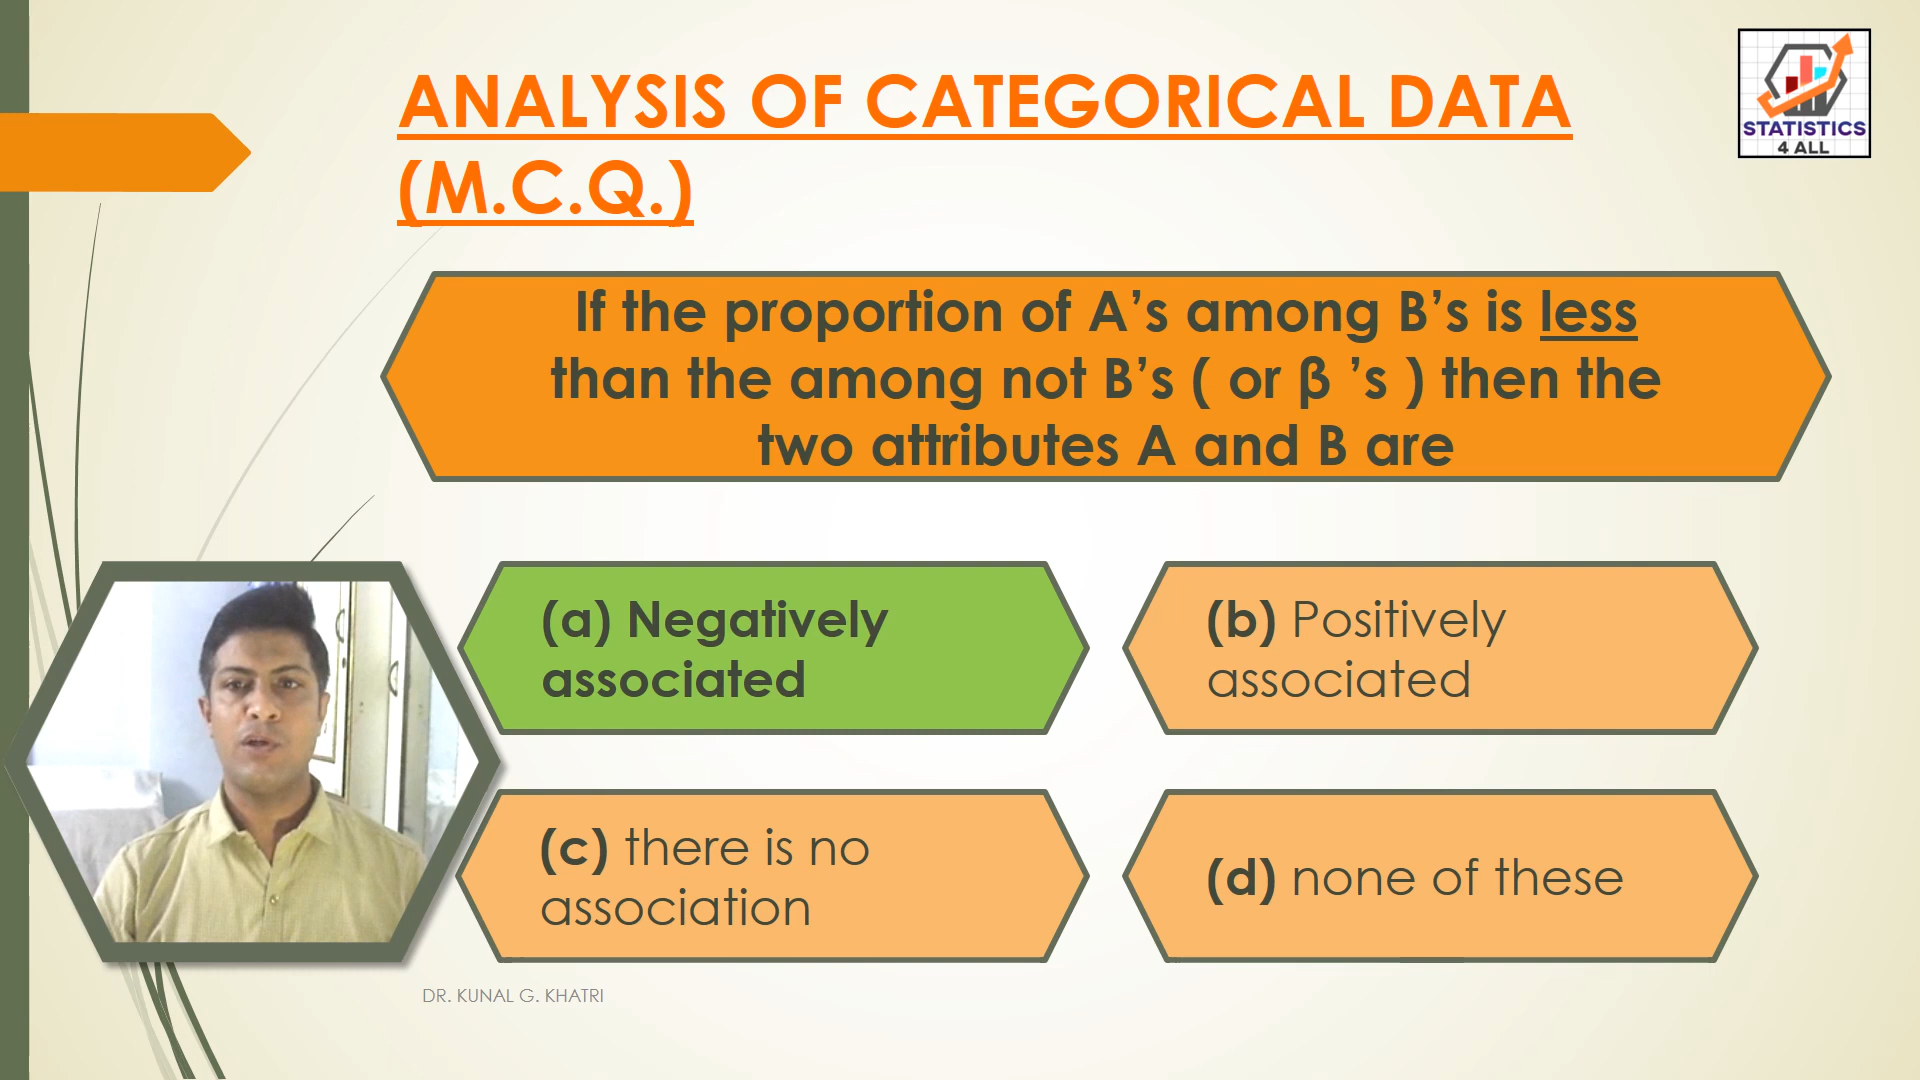 ANALYSIS OF CATEGORICAL DATA
(M.C.Q.)
STATISTICS
4 ALL
If the proportion of A’s among B’s is less
than the among not B’s ( or β ’s ) then the
two attributes A and B are
(a) Negatively
associated
(b) Positively
associated
(c) there is no
association
(d) none of these
DR. KUNAL G. KHATRI